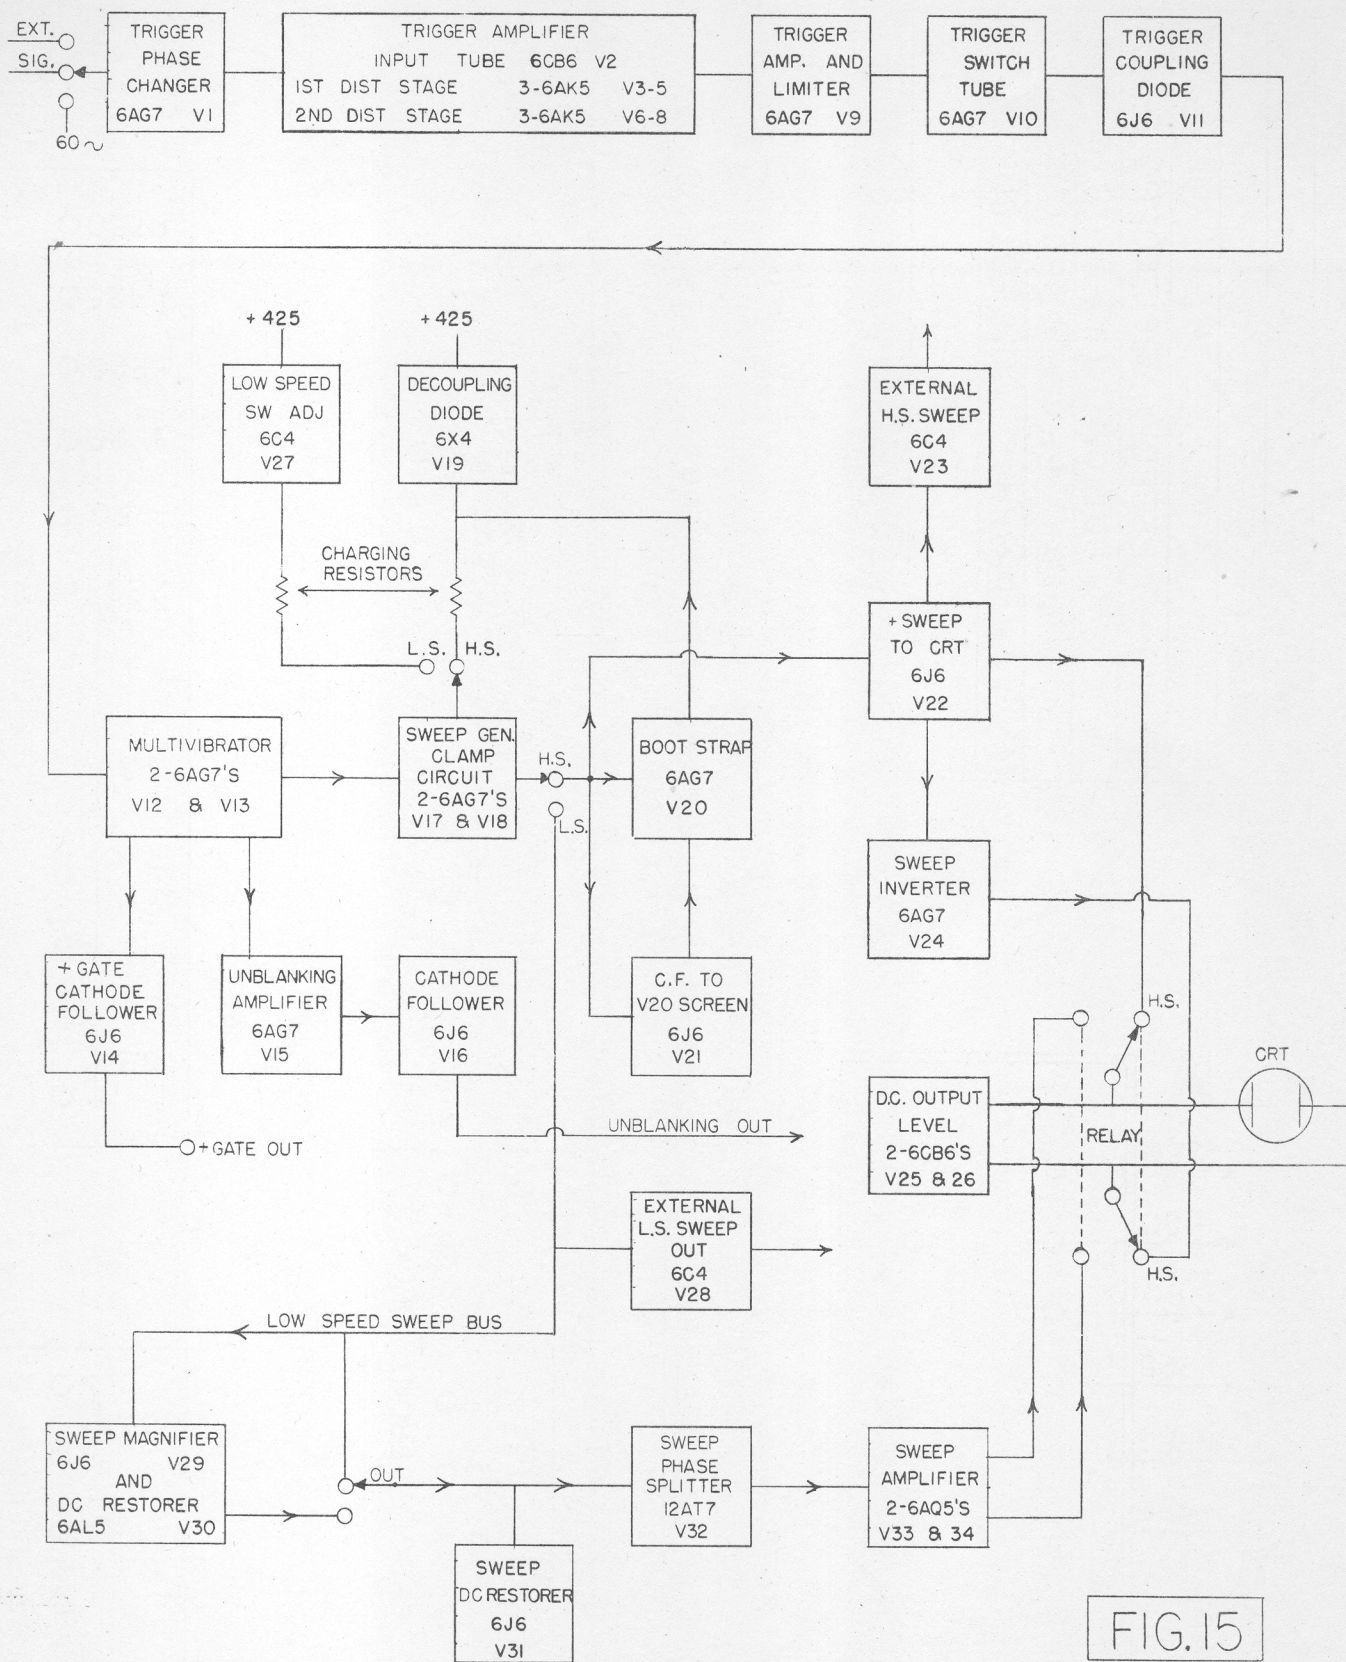 EXT.
SIG.
60~
TRIGGER
PHASE
CHANGER
6AG7 V1
TRIGGER AMPLIFIER
INPUT TUBE 6CB6 V2
1ST DIST STAGE 3-6AK5 V3-5
2ND DIST STAGE 3-6AK5 V6-8
TRIGGER
AMP. AND
LIMITER
6AG7 V9
TRIGGER
SWITCH
TUBE
6AG7 V10
TRIGGER
COUPLING
DIODE
6J6 V11
+425
LOW SPEED
SW ADJ
6C4
V27
+425
DECOUPLING
DIODE
6X4
V19
EXTERNAL
H.S. SWEEP
6C4
V23
CHARGING
RESISTORS
L.S.
H.S.
+SWEEP
TO CRT
6J6
V22
MULTIVIBRATOR
2-6AG7'S
V12 & V13
SWEEP GEN.
CLAMP
CIRCUIT
2-6AG7'S
V17 & V18
H.S.
L.S.
BOOT STRAP
6AG7
V20
SWEEP
INVERTER
6AG7
V24
+GATE
CATHODE
FOLLOWER
6J6
V14
UNBLANKING
AMPLIFIER
6AG7
V15
CATHODE
FOLLOWER
6J6
V16
C.F. TO
V20 SCREEN
6J6
V21
H.S.
CRT
D.C. OUTPUT
LEVEL
2-6CB6'S
V25 & 26
RELAY
H.S.
+GATE OUT
UNBLANKING OUT
EXTERNAL
L.S. SWEEP
OUT
6C4
V28
LOW SPEED SWEEP BUS
SWEEP MAGNIFIER
6J6 V29
AND
DC RESTORER
6AL5 V30
OUT
SWEEP
PHASE
SPLITTER
12AT7
V32
SWEEP
AMPLIFIER
2-6AQ5'S
V33 & 34
SWEEP
DC RESTORER
6J6
V31
FIG. 15